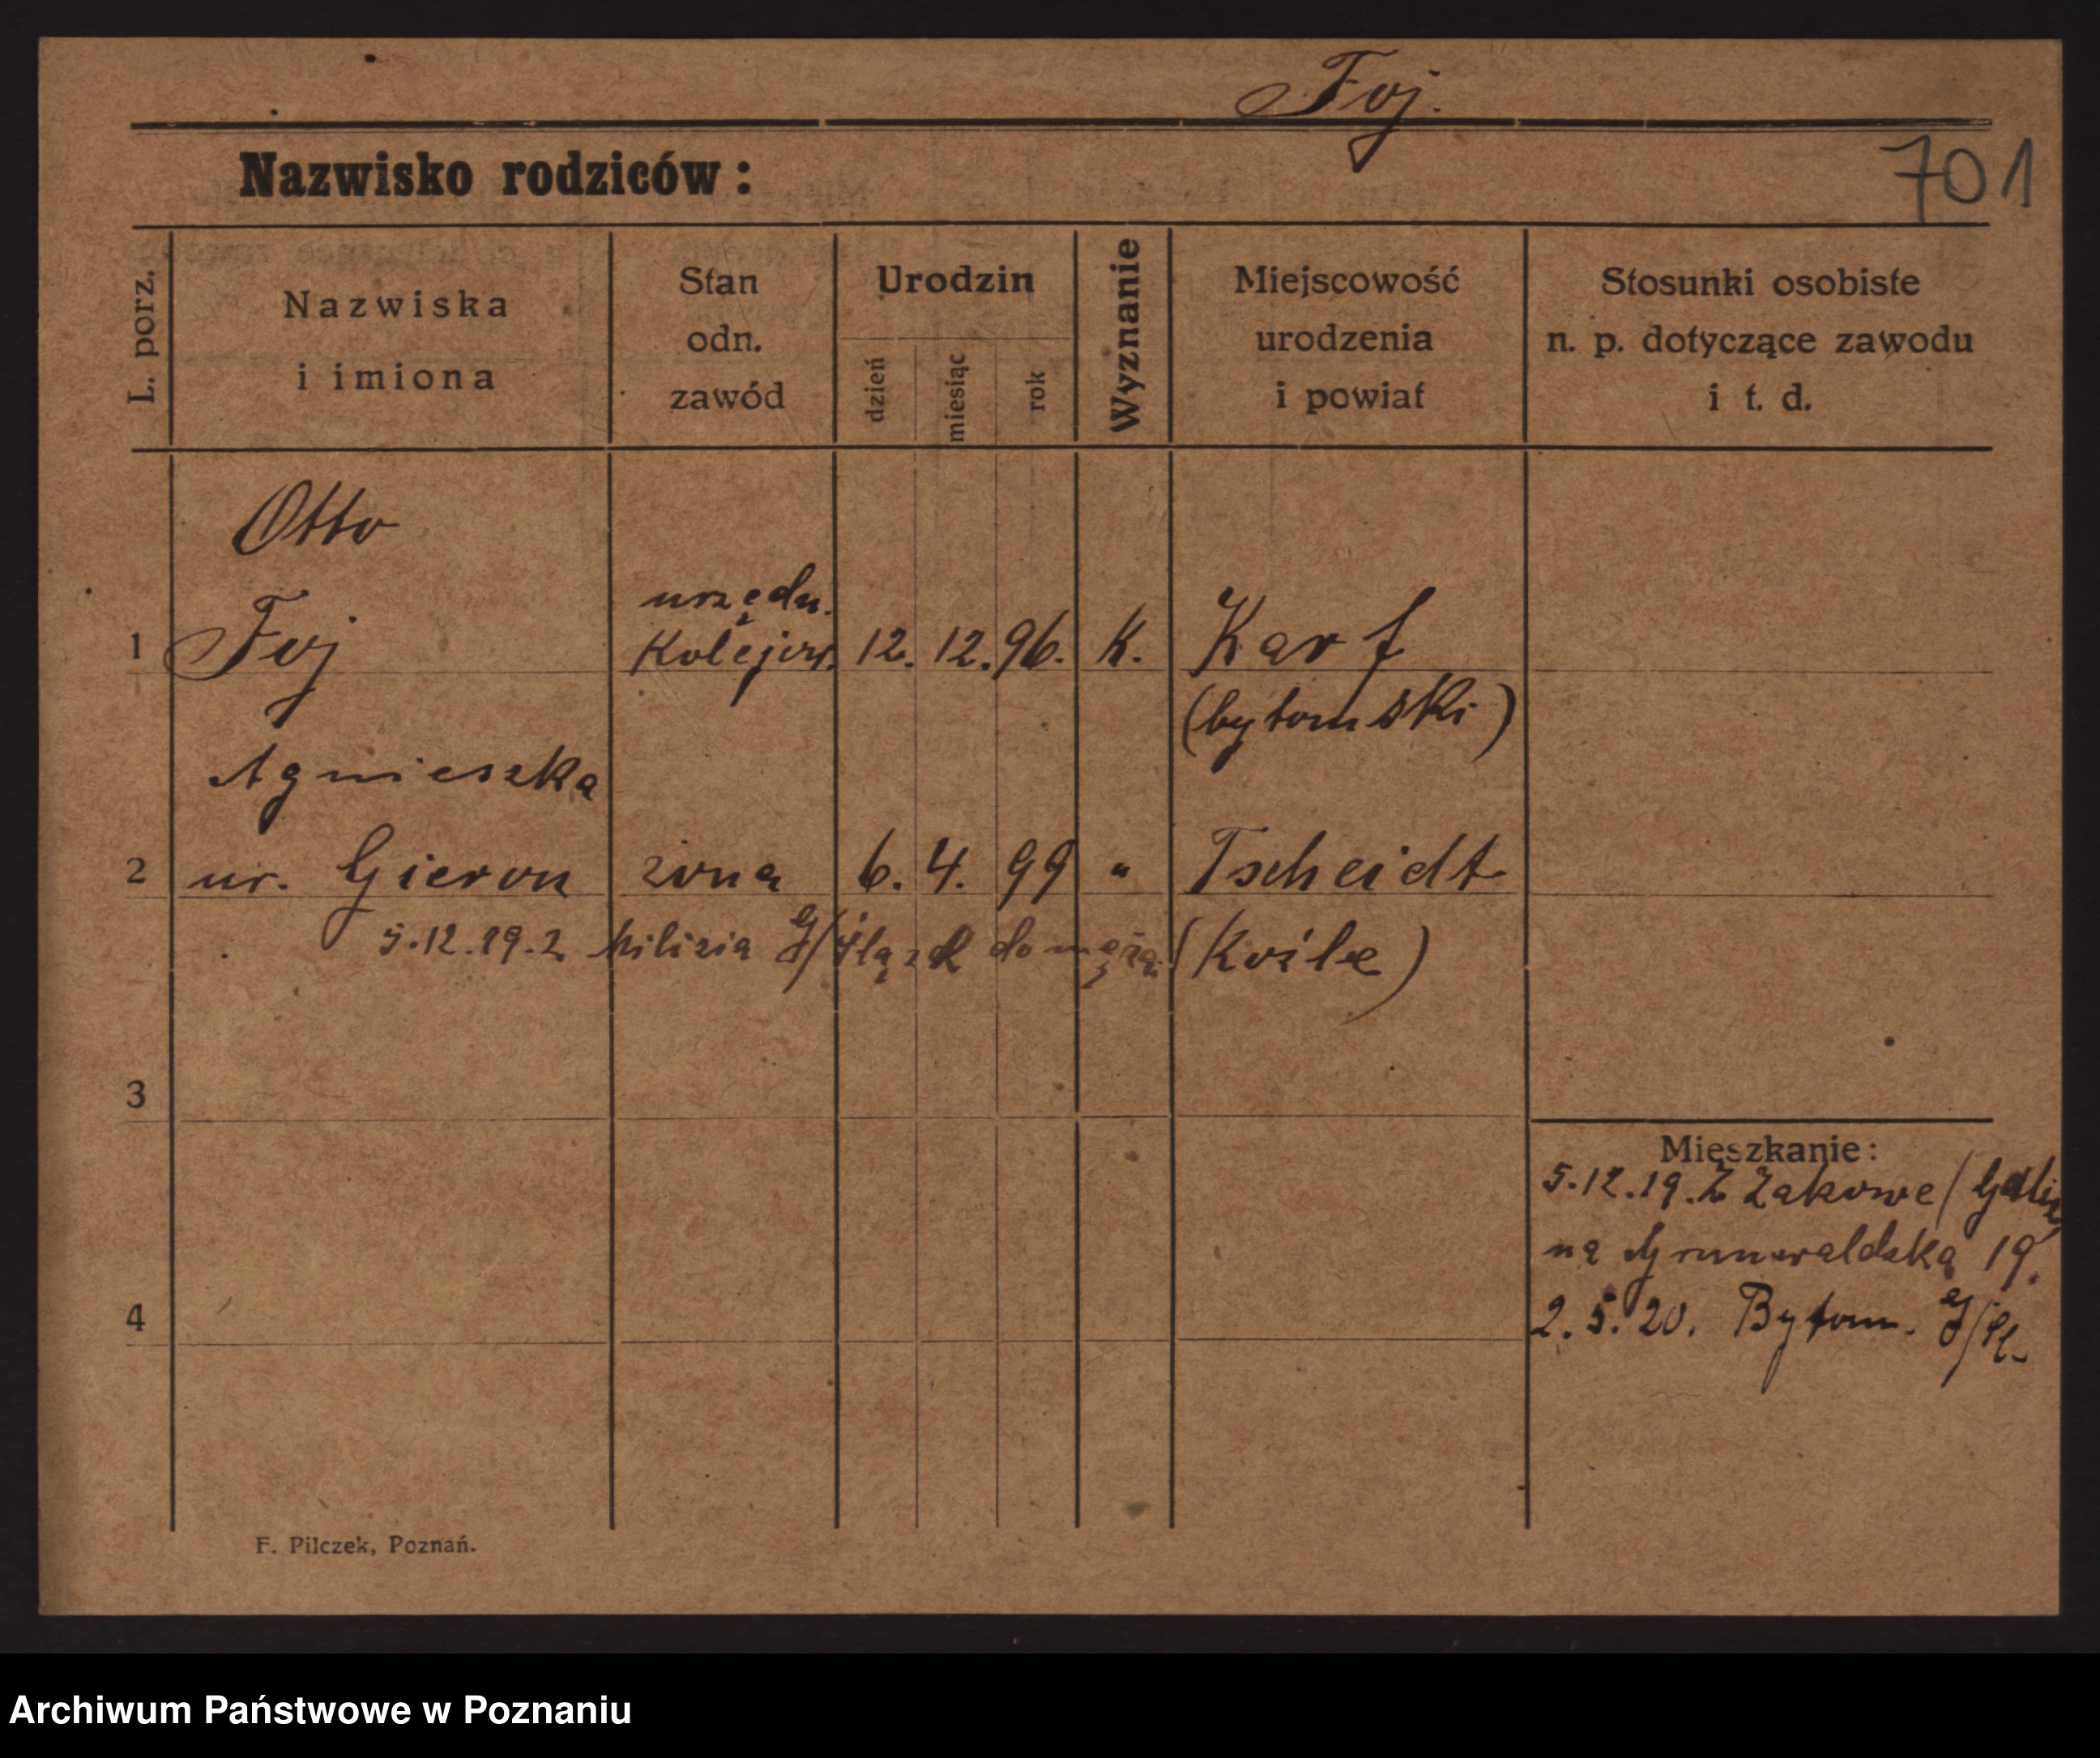 Foj.
Nazwisko rodziców:
701
L. porz.
Nazwiska
i imiona
Stan
odn.
zawód
Urodzin
dzień
miesiąc
rok
Wyznanie
Miejscowość
urodzenia
i powiat
Stosunki osobiste
n. p. dotyczące zawodu
i t. d.
Otto
1 Foj urzędn. Kolejow. 12. 12. 96. K. Karf
(bytomski)
Agnieszka
2 ur. Gieron żona 6. 4. 99 " Tscheidt
5.12.19. z G/Śląsk do męża (Koźle)
3
Mieszkanie:
5.12.19. Z Zakowe/
na Grunwaldska 19.
4
2.5.20. Bytom. G/Śl.
F. Pilczek, Poznań.
Archiwum Państwowe w Poznaniu